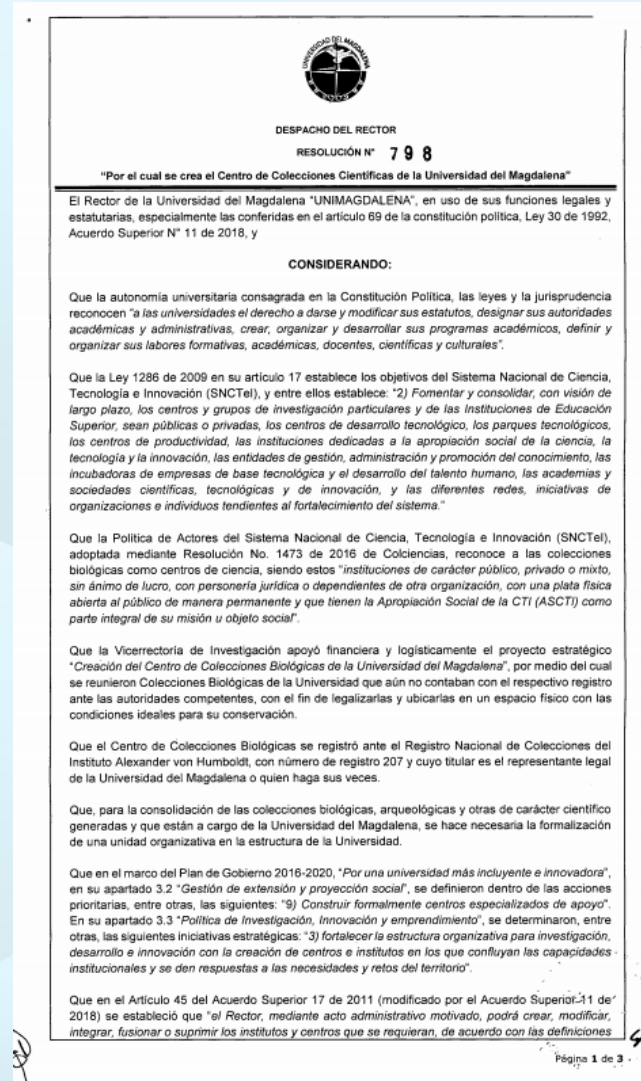 UNIVERSIDAD DEL MAGDALENA
DESPACHO DEL RECTOR
RESOLUCIÓN N° 798
"Por el cual se crea el Centro de Colecciones Científicas de la Universidad del Magdalena"
El Rector de la Universidad del Magdalena "UNIMAGDALENA", en uso de sus funciones legales y
estatutarias, especialmente las conferidas en el artículo 69 de la constitución política, Ley 30 de 1992,
Acuerdo Superior N° 11 de 2018, y
CONSIDERANDO:
Que la autonomía universitaria consagrada en la Constitución Política, las leyes y la jurisprudencia
reconocen "a las universidades el derecho a darse y modificar sus estatutos, designar sus autoridades
académicas y administrativas, crear, organizar y desarrollar sus programas académicos, definir y
organizar sus labores formativas, académicas, docentes, científicas y culturales".
Que la Ley 1286 de 2009 en su artículo 17 establece los objetivos del Sistema Nacional de Ciencia,
Tecnología e Innovación (SNCTeI), y entre ellos establece: "2) Fomentar y consolidar, con visión de
largo plazo, los centros y grupos de investigación particulares y de las Instituciones de Educación
Superior, sean públicas o privadas, los centros de desarrollo tecnológico, los parques tecnológicos,
los centros de productividad, las instituciones dedicadas a la apropiación social de la ciencia, la
tecnología y la innovación, las entidades de gestión, administración y promoción del conocimiento, las
incubadoras de empresas de base tecnológica y el desarrollo del talento humano, las academias y
sociedades científicas, tecnológicas y de innovación, y las diferentes redes, iniciativas de
organizaciones e individuos tendientes al fortalecimiento del sistema."
Que la Política de Actores del Sistema Nacional de Ciencia, Tecnología e Innovación (SNCTeI),
adoptada mediante Resolución No. 1473 de 2016 de Colciencias, reconoce a las colecciones
biológicas como centros de ciencia, siendo estos "instituciones de carácter público, privado o mixto,
sin ánimo de lucro, con personería jurídica o dependientes de otra organización, con una plata física
abierta al público de manera permanente y que tienen la Apropiación Social de la CTI (ASCTI) como
parte integral de su misión u objeto social".
Que la Vicerrectoría de Investigación apoyó financiera y logísticamente el proyecto estratégico
"Creación del Centro de Colecciones Biológicas de la Universidad del Magdalena", por medio del cual
se reunieron Colecciones Biológicas de la Universidad que aún no contaban con el respectivo registro
ante las autoridades competentes, con el fin de legalizarlas y ubicarlas en un espacio físico con las
condiciones ideales para su conservación.
Que el Centro de Colecciones Biológicas se registró ante el Registro Nacional de Colecciones del
Instituto Alexander von Humboldt, con número de registro 207 y cuyo titular es el representante legal
de la Universidad del Magdalena o quien haga sus veces.
Que, para la consolidación de las colecciones biológicas, arqueológicas y otras de carácter científico
generadas y que están a cargo de la Universidad del Magdalena, se hace necesaria la formalización
de una unidad organizativa en la estructura de la Universidad.
Que en el marco del Plan de Gobierno 2016-2020, "Por una universidad más incluyente e innovadora",
en su apartado 3.2 "Gestión de extensión y proyección social", se definieron dentro de las acciones
prioritarias, entre otras, las siguientes: "9) Construir formalmente centros especializados de apoyo".
En su apartado 3.3 "Política de Investigación, Innovación y emprendimiento", se determinaron, entre
otras, las siguientes iniciativas estratégicas: "3) fortalecer la estructura organizativa para investigación,
desarrollo e innovación con la creación de centros e institutos en los que confluyan las capacidades
institucionales y se den respuestas a las necesidades y retos del territorio".
Que en el Artículo 45 del Acuerdo Superior 17 de 2011 (modificado por el Acuerdo Superior 11 de
2018) se estableció que "el Rector, mediante acto administrativo motivado, podrá crear, modificar,
integrar, fusionar o suprimir los institutos y centros que se requieran, de acuerdo con las definiciones
Página 1 de 3